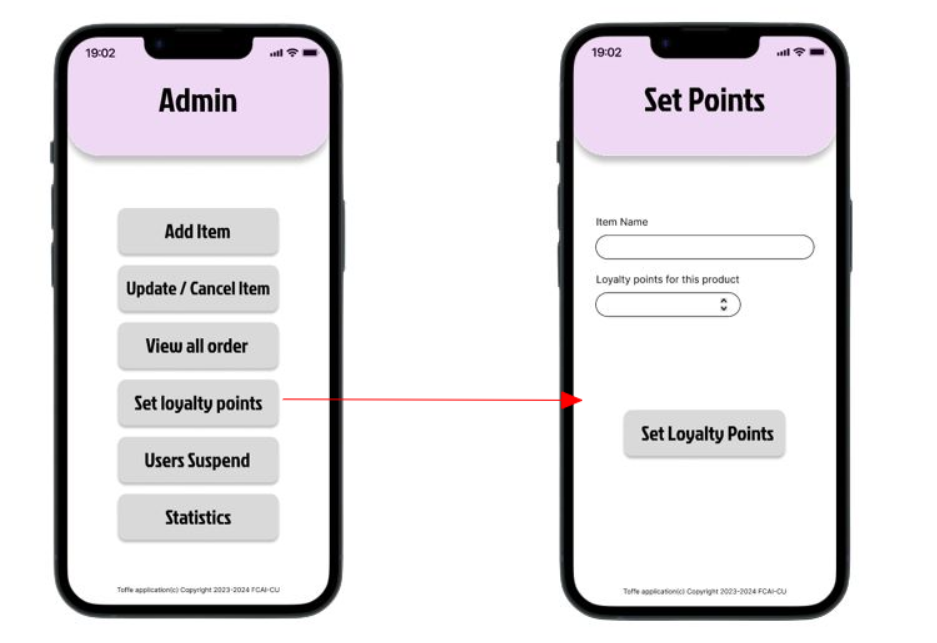 19:02
Admin
Add Item
Update / Cancel Item
View all order
Set loyalty points
Users Suspend
Statistics
Toffe application(c) Copyright 2023-2024 FCAI-CU
19:02
Set Points
Item Name
Loyalty points for this product
Set Loyalty Points
Toffe application(c) Copyright 2023-2024 FCAI-CU